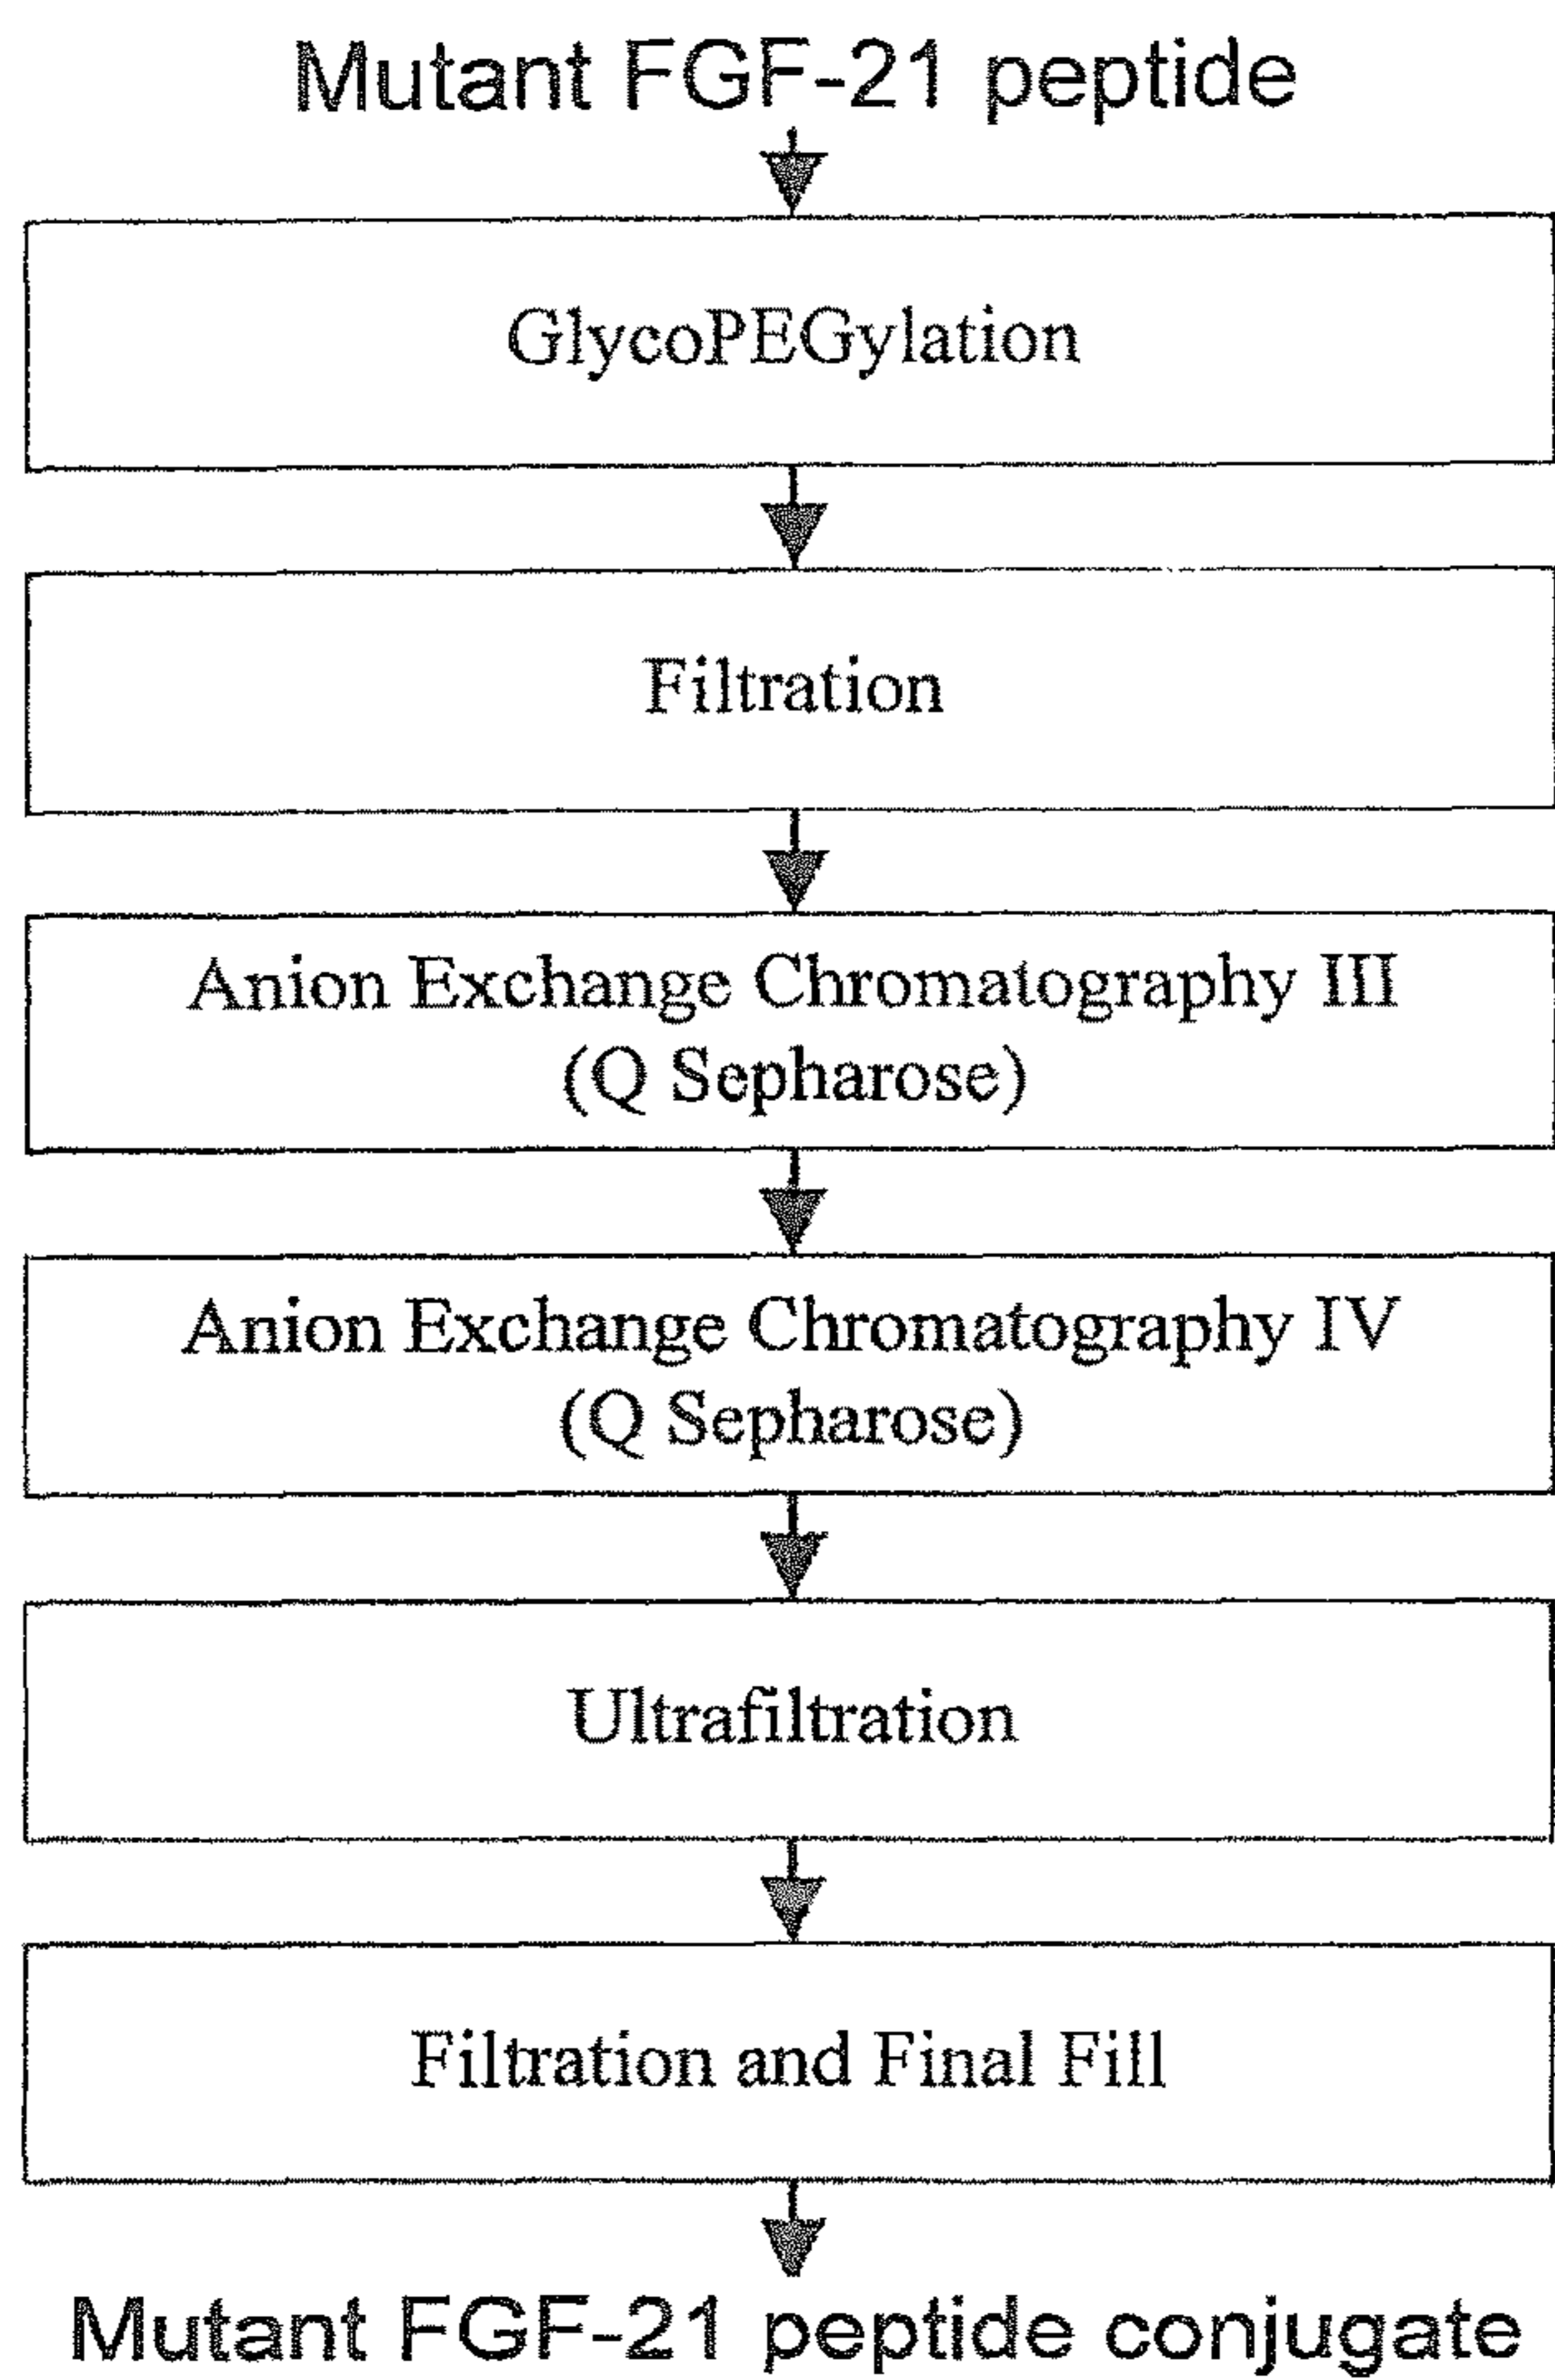 Mutant FGF-21 peptide
GlycoPEGylation
Filtration
Anion Exchange Chromatography III
(Q Sepharose)
Anion Exchange Chromatography IV
(Q Sepharose)
Ultrafiltration
Filtration and Final Fill
Mutant FGF-21 peptide conjugate